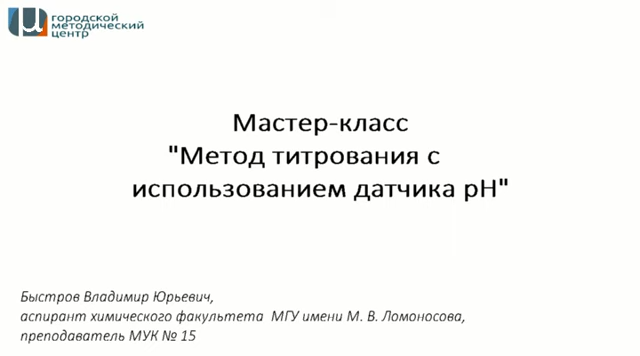 городской
методический
центр
Мастер-класс
"Метод титрования с
использованием датчика pH"
Быстров Владимир Юрьевич,
аспирант химического факультета МГУ имени М. В. Ломоносова,
преподаватель МУК № 15